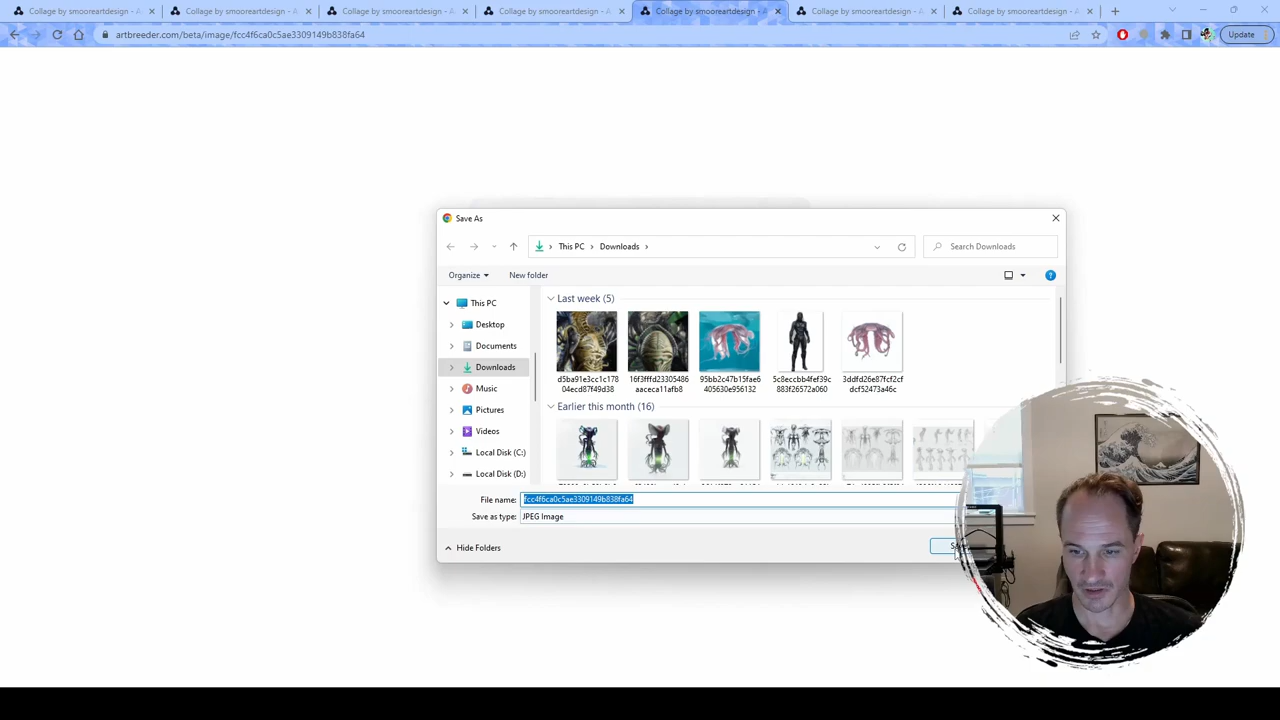 Collage by smooreartdesign - A
Collage by smooreartdesign - A
Collage by smooreartdesign - A
Collage by smooreartdesign - A
Collage by smooreartdesign - A
Collage by smooreartdesign - A
Collage by smooreartdesign - A
artbreeder.com/beta/image/fcc4f6ca0c5ae3309149b838fa64
Update
Save As
This PC > Downloads >
Search Downloads
Organize
New folder
This PC
Desktop
Documents
Downloads
Music
Pictures
Videos
Local Disk (C:)
Local Disk (D:)
Last week (5)
d5ba91e3cc1c178
04ecd87f49d38
16f3fffd23305486
aaceca11afb8
95bb2c47b15fae6
405630e956132
5c8eccbb4fef39c
883f26572a060
3ddfd26e87fcf2cf
dcf52473a46c
Earlier this month (16)
File name:
fcc4f6ca0c5ae3309149b838fa64
Save as type:
JPEG Image
Hide Folders